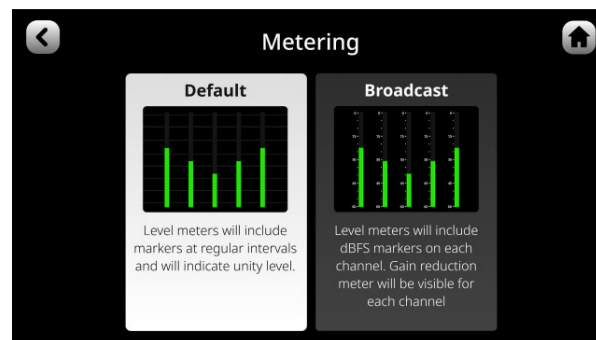 Metering
Default
Level meters will include
markers at regular intervals
and will indicate unity level.
Broadcast
Level meters will include
dBFS markers on each
channel. Gain reduction
meter will be visible for
each channel